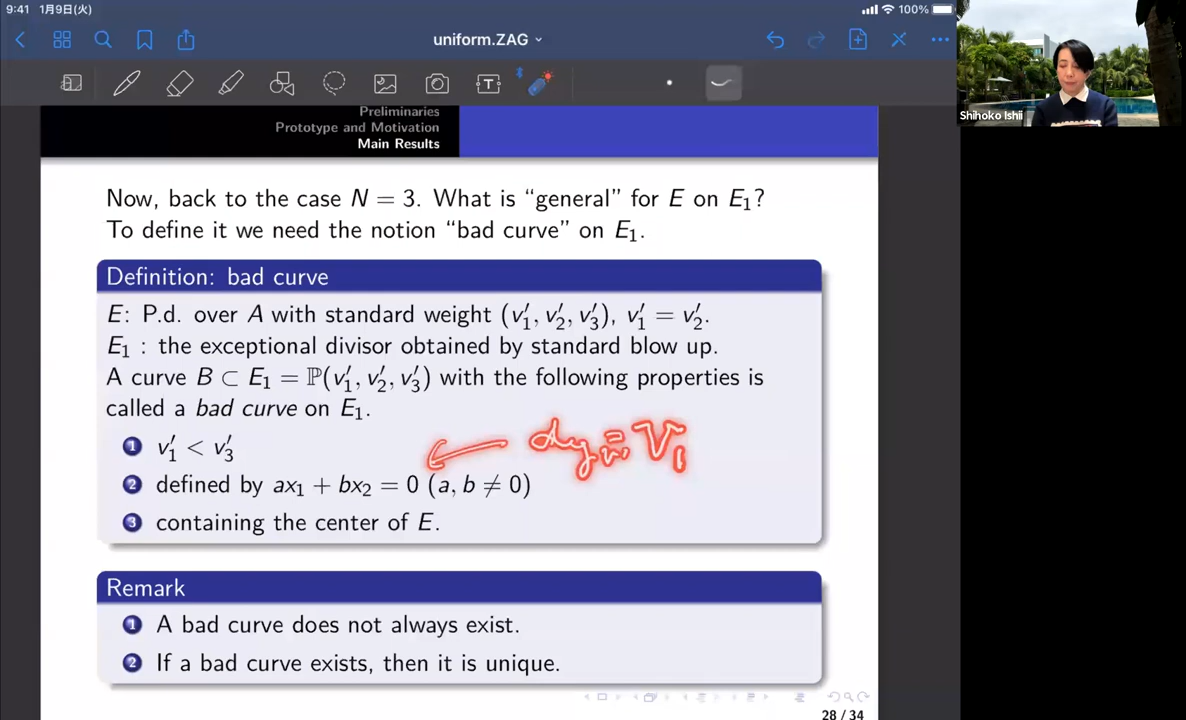 9:41 1月9日(火)
100%
uniform.ZAG
T
Shihoko Ishii
Preliminaries
Prototype and Motivation
Main Results
Now, back to the case N = 3. What is “general” for E on E₁?
To define it we need the notion “bad curve” on E₁.
Definition: bad curve
E: P.d. over A with standard weight (v′₁, v′₂, v′₃), v′₁ = v′₂.
E₁ : the exceptional divisor obtained by standard blow up.
A curve B ⊂ E₁ = ℙ(v′₁, v′₂, v′₃) with the following properties is
called a bad curve on E₁.
1 v′₁ < v′₃
2 defined by ax₁ + bx₂ = 0 (a, b ≠ 0)
3 containing the center of E.
Remark
1 A bad curve does not always exist.
2 If a bad curve exists, then it is unique.
28 / 34